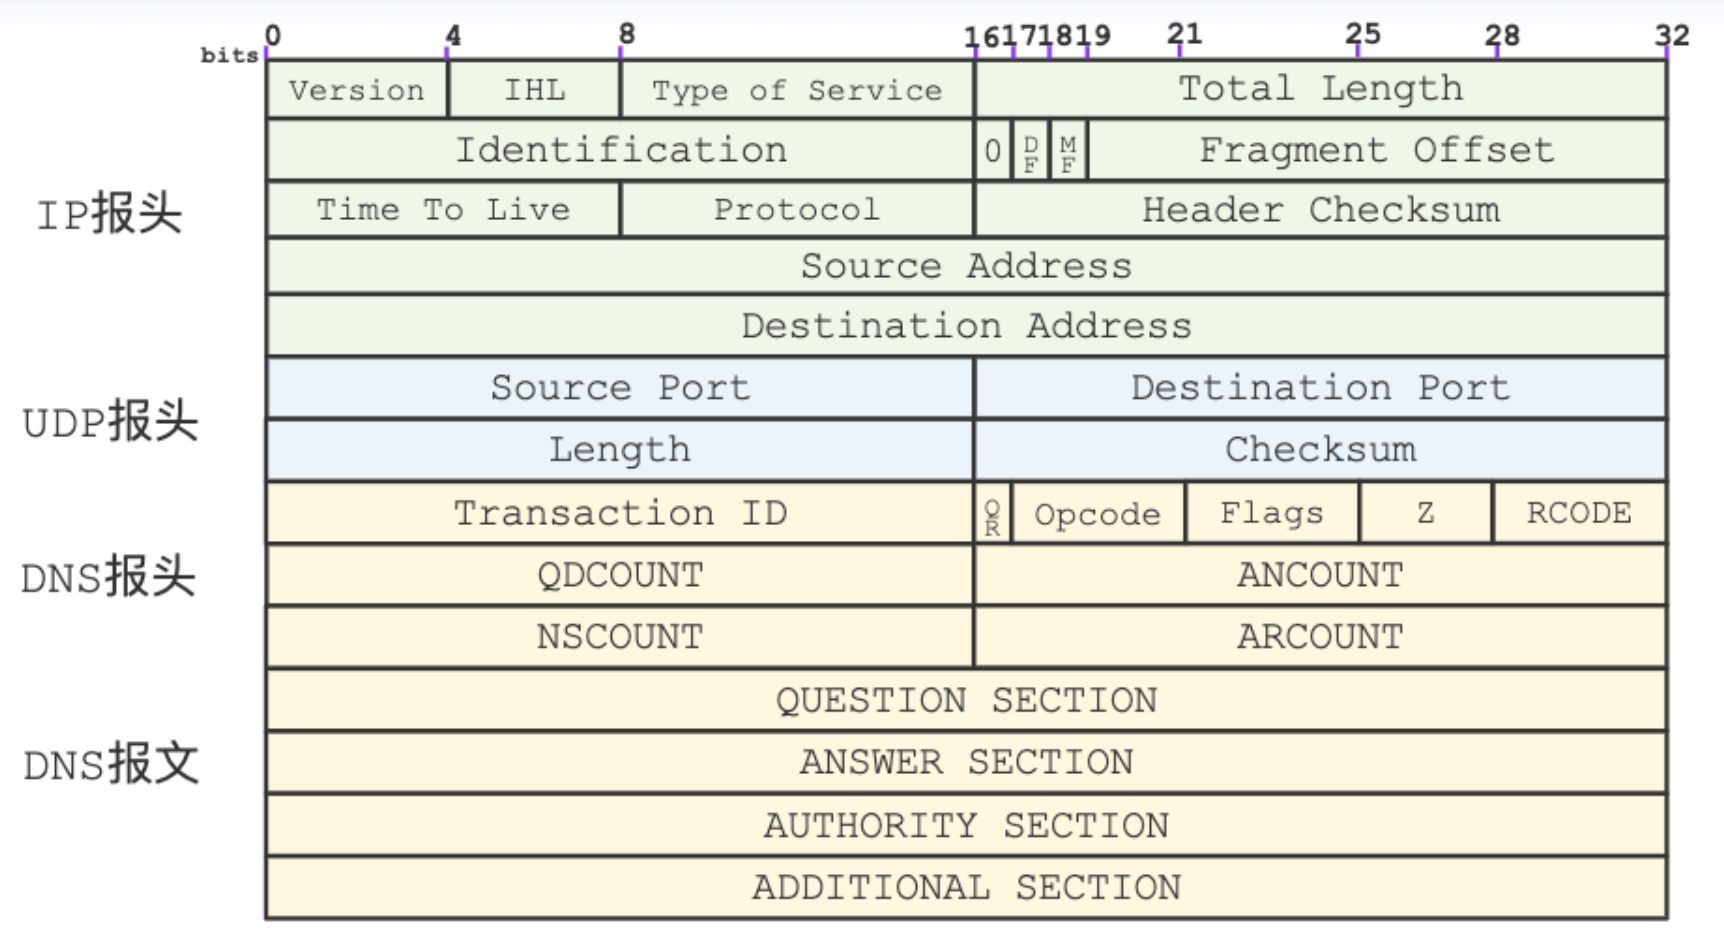 0 4 8 16 17 18 19 21 25 28 32
bits
Version IHL Type of Service Total Length
Identification 0 DF MF Fragment Offset
IP报头
Time To Live Protocol Header Checksum
Source Address
Destination Address
UDP报头
Source Port Destination Port
Length Checksum
Transaction ID QR Opcode Flags Z RCODE
DNS报头
QDCOUNT ANCOUNT
NSCOUNT ARCOUNT
QUESTION SECTION
DNS报文
ANSWER SECTION
AUTHORITY SECTION
ADDITIONAL SECTION